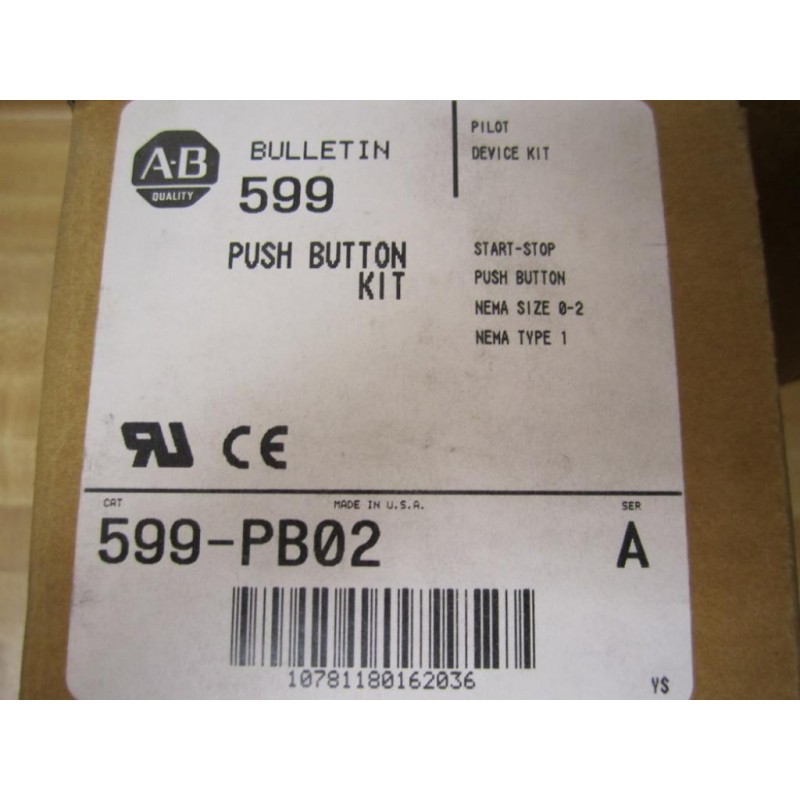 A-B
QUALITY
BULLETIN
599
PUSH BUTTON
KIT
PILOT
DEVICE KIT
START-STOP
PUSH BUTTON
NEMA SIZE 0-2
NEMA TYPE 1
RU CE
CAT MADE IN U.S.A. SER
599-PB02 A
10781180162036
YS